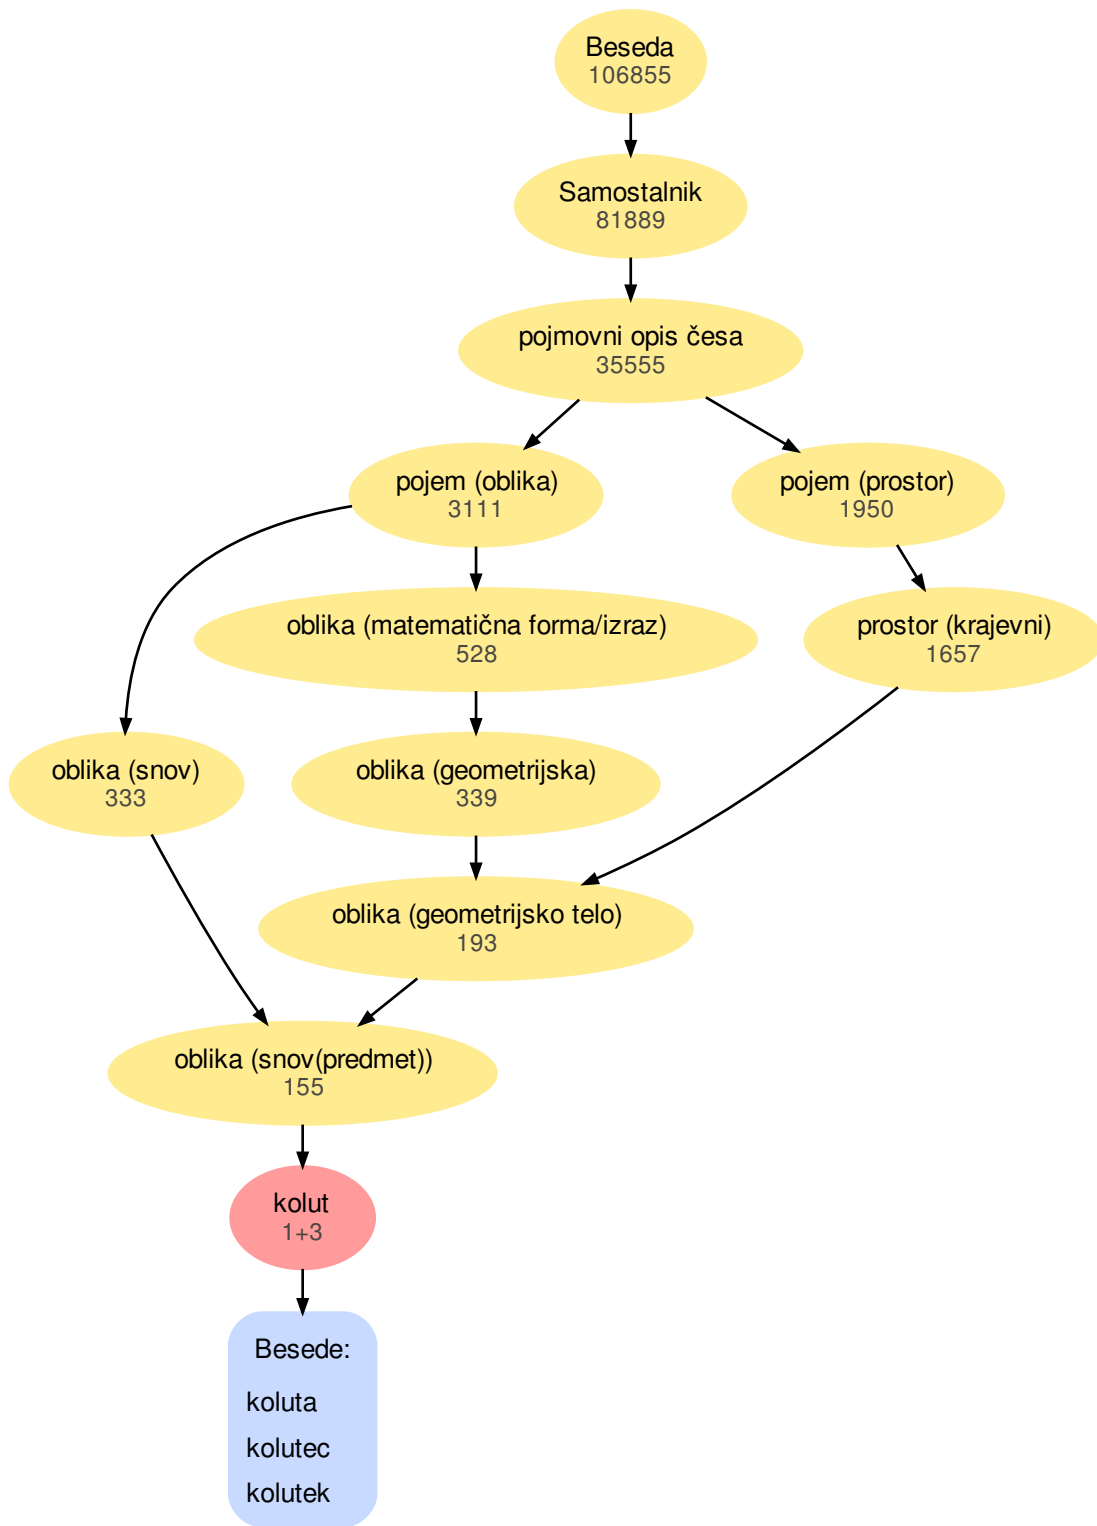 Beseda
106855
Samostalnik
81889
pojmovni opis česa
35555
pojem (oblika)
3111
pojem (prostor)
1950
oblika (matematična forma/izraz)
528
prostor (krajevni)
1657
oblika (snov)
333
oblika (geometrijska)
339
oblika (geometrijsko telo)
193
oblika (snov(predmet))
155
kolut
1+3
Besede:
koluta
kolutec
kolutek